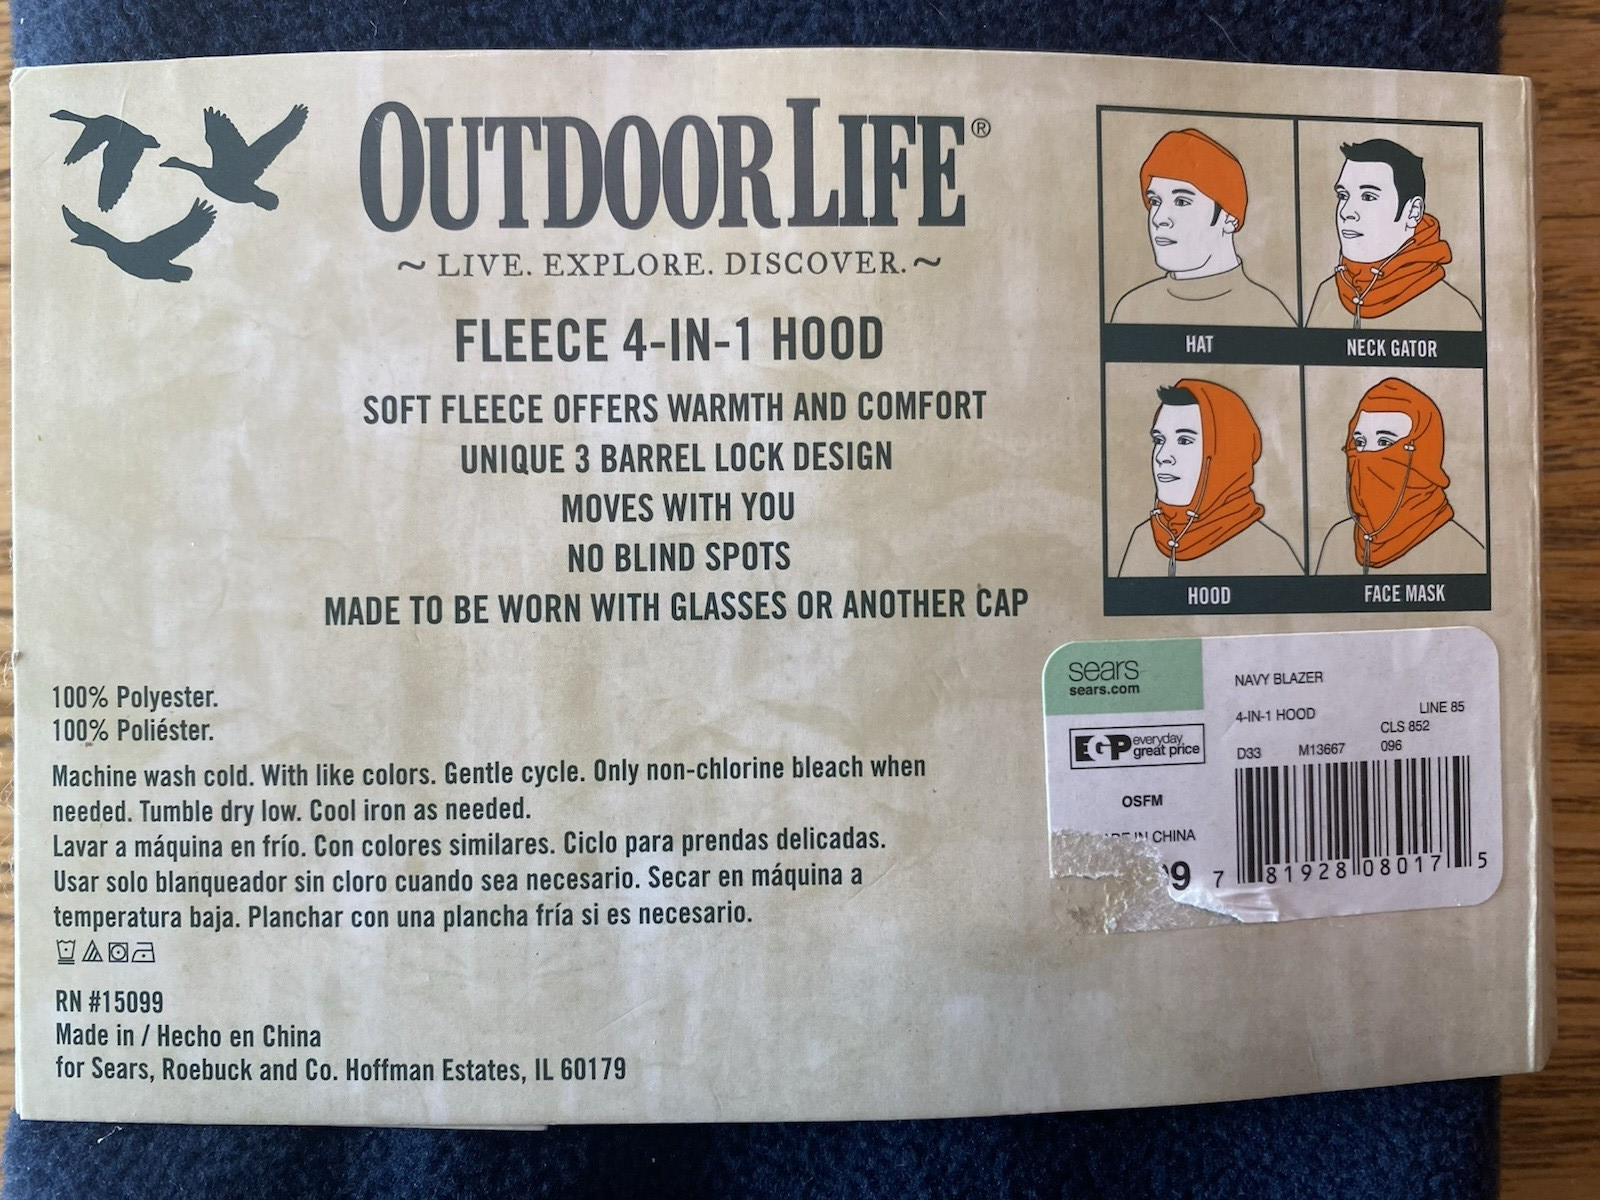 OUTDOOR LIFE®
~ LIVE. EXPLORE. DISCOVER. ~
FLEECE 4-IN-1 HOOD
SOFT FLEECE OFFERS WARMTH AND COMFORT
UNIQUE 3 BARREL LOCK DESIGN
MOVES WITH YOU
NO BLIND SPOTS
MADE TO BE WORN WITH GLASSES OR ANOTHER CAP
HAT
NECK GATOR
HOOD
FACE MASK
100% Polyester.
100% Poliéster.
Machine wash cold. With like colors. Gentle cycle. Only non-chlorine bleach when
needed. Tumble dry low. Cool iron as needed.
Lavar a máquina en frío. Con colores similares. Ciclo para prendas delicadas.
Usar solo blanqueador sin cloro cuando sea necesario. Secar en máquina a
temperatura baja. Planchar con una plancha fría si es necesario.
RN #15099
Made in / Hecho en China
for Sears, Roebuck and Co. Hoffman Estates, IL 60179
sears
sears.com
EGP everyday
great price
OSFM
IN CHINA
9
NAVY BLAZER
4-IN-1 HOOD
LINE 85
CLS 852
D33 M13667 096
7 81928 08017 5